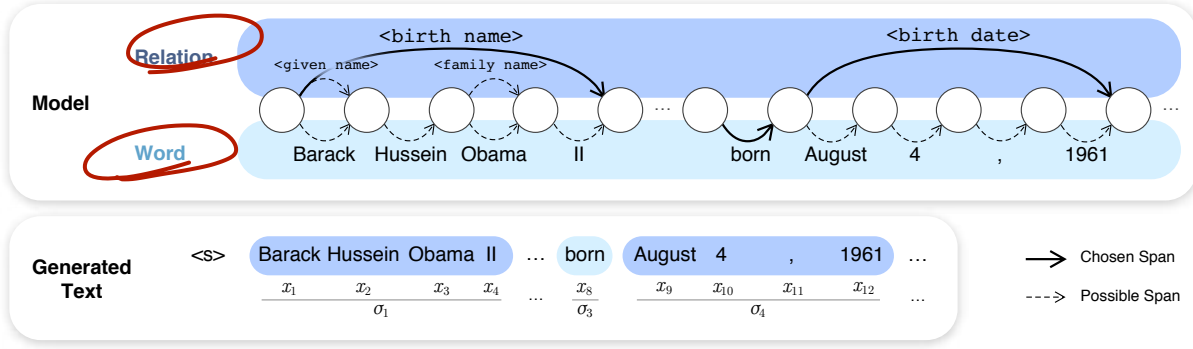 Relation
<birth name>
<birth date>
<given name>
<family name>
Model
... ...
Word
Barack Hussein Obama II born August 4 , 1961
Generated Text
<s> Barack Hussein Obama II ... born August 4 , 1961 ...
x1 x2 x3 x4 ... x8 x9 x10 x11 x12 ...
σ1 σ3 σ4
Chosen Span
Possible Span